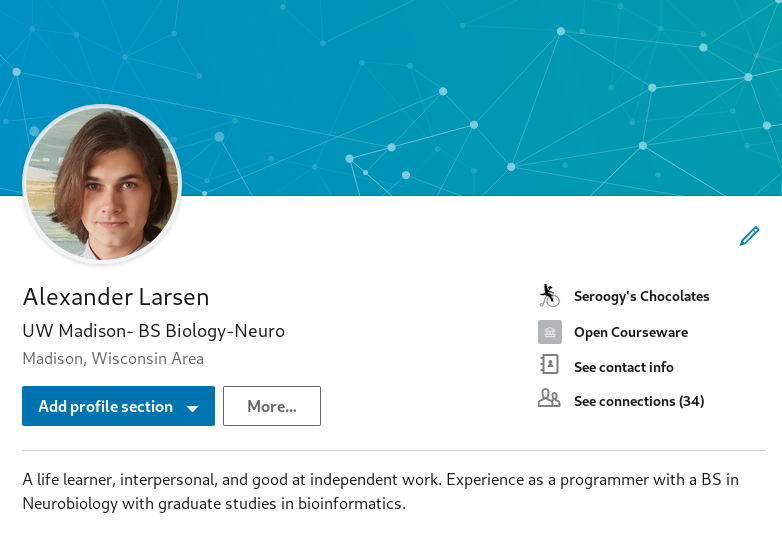 Alexander Larsen
UW Madison- BS Biology-Neuro
Madison, Wisconsin Area
Add profile section
More...
Seroogy's Chocolates
Open Courseware
See contact info
See connections (34)
A life learner, interpersonal, and good at independent work. Experience as a programmer with a BS in
Neurobiology with graduate studies in bioinformatics.